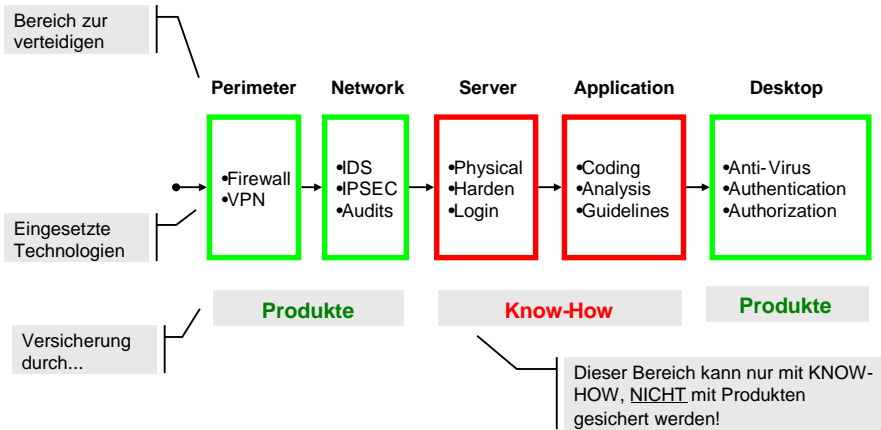 Bereich zur
verteidigen
Perimeter
Network
Server
Application
Desktop
•Firewall
•VPN
•IDS
•IPSEC
•Audits
•Physical
•Harden
•Login
•Coding
•Analysis
•Guidelines
•Anti-Virus
•Authentication
•Authorization
Eingesetzte
Technologien
Produkte
Know-How
Produkte
Versicherung
durch...
Dieser Bereich kann nur mit KNOW-
HOW, NICHT mit Produkten
gesichert werden!